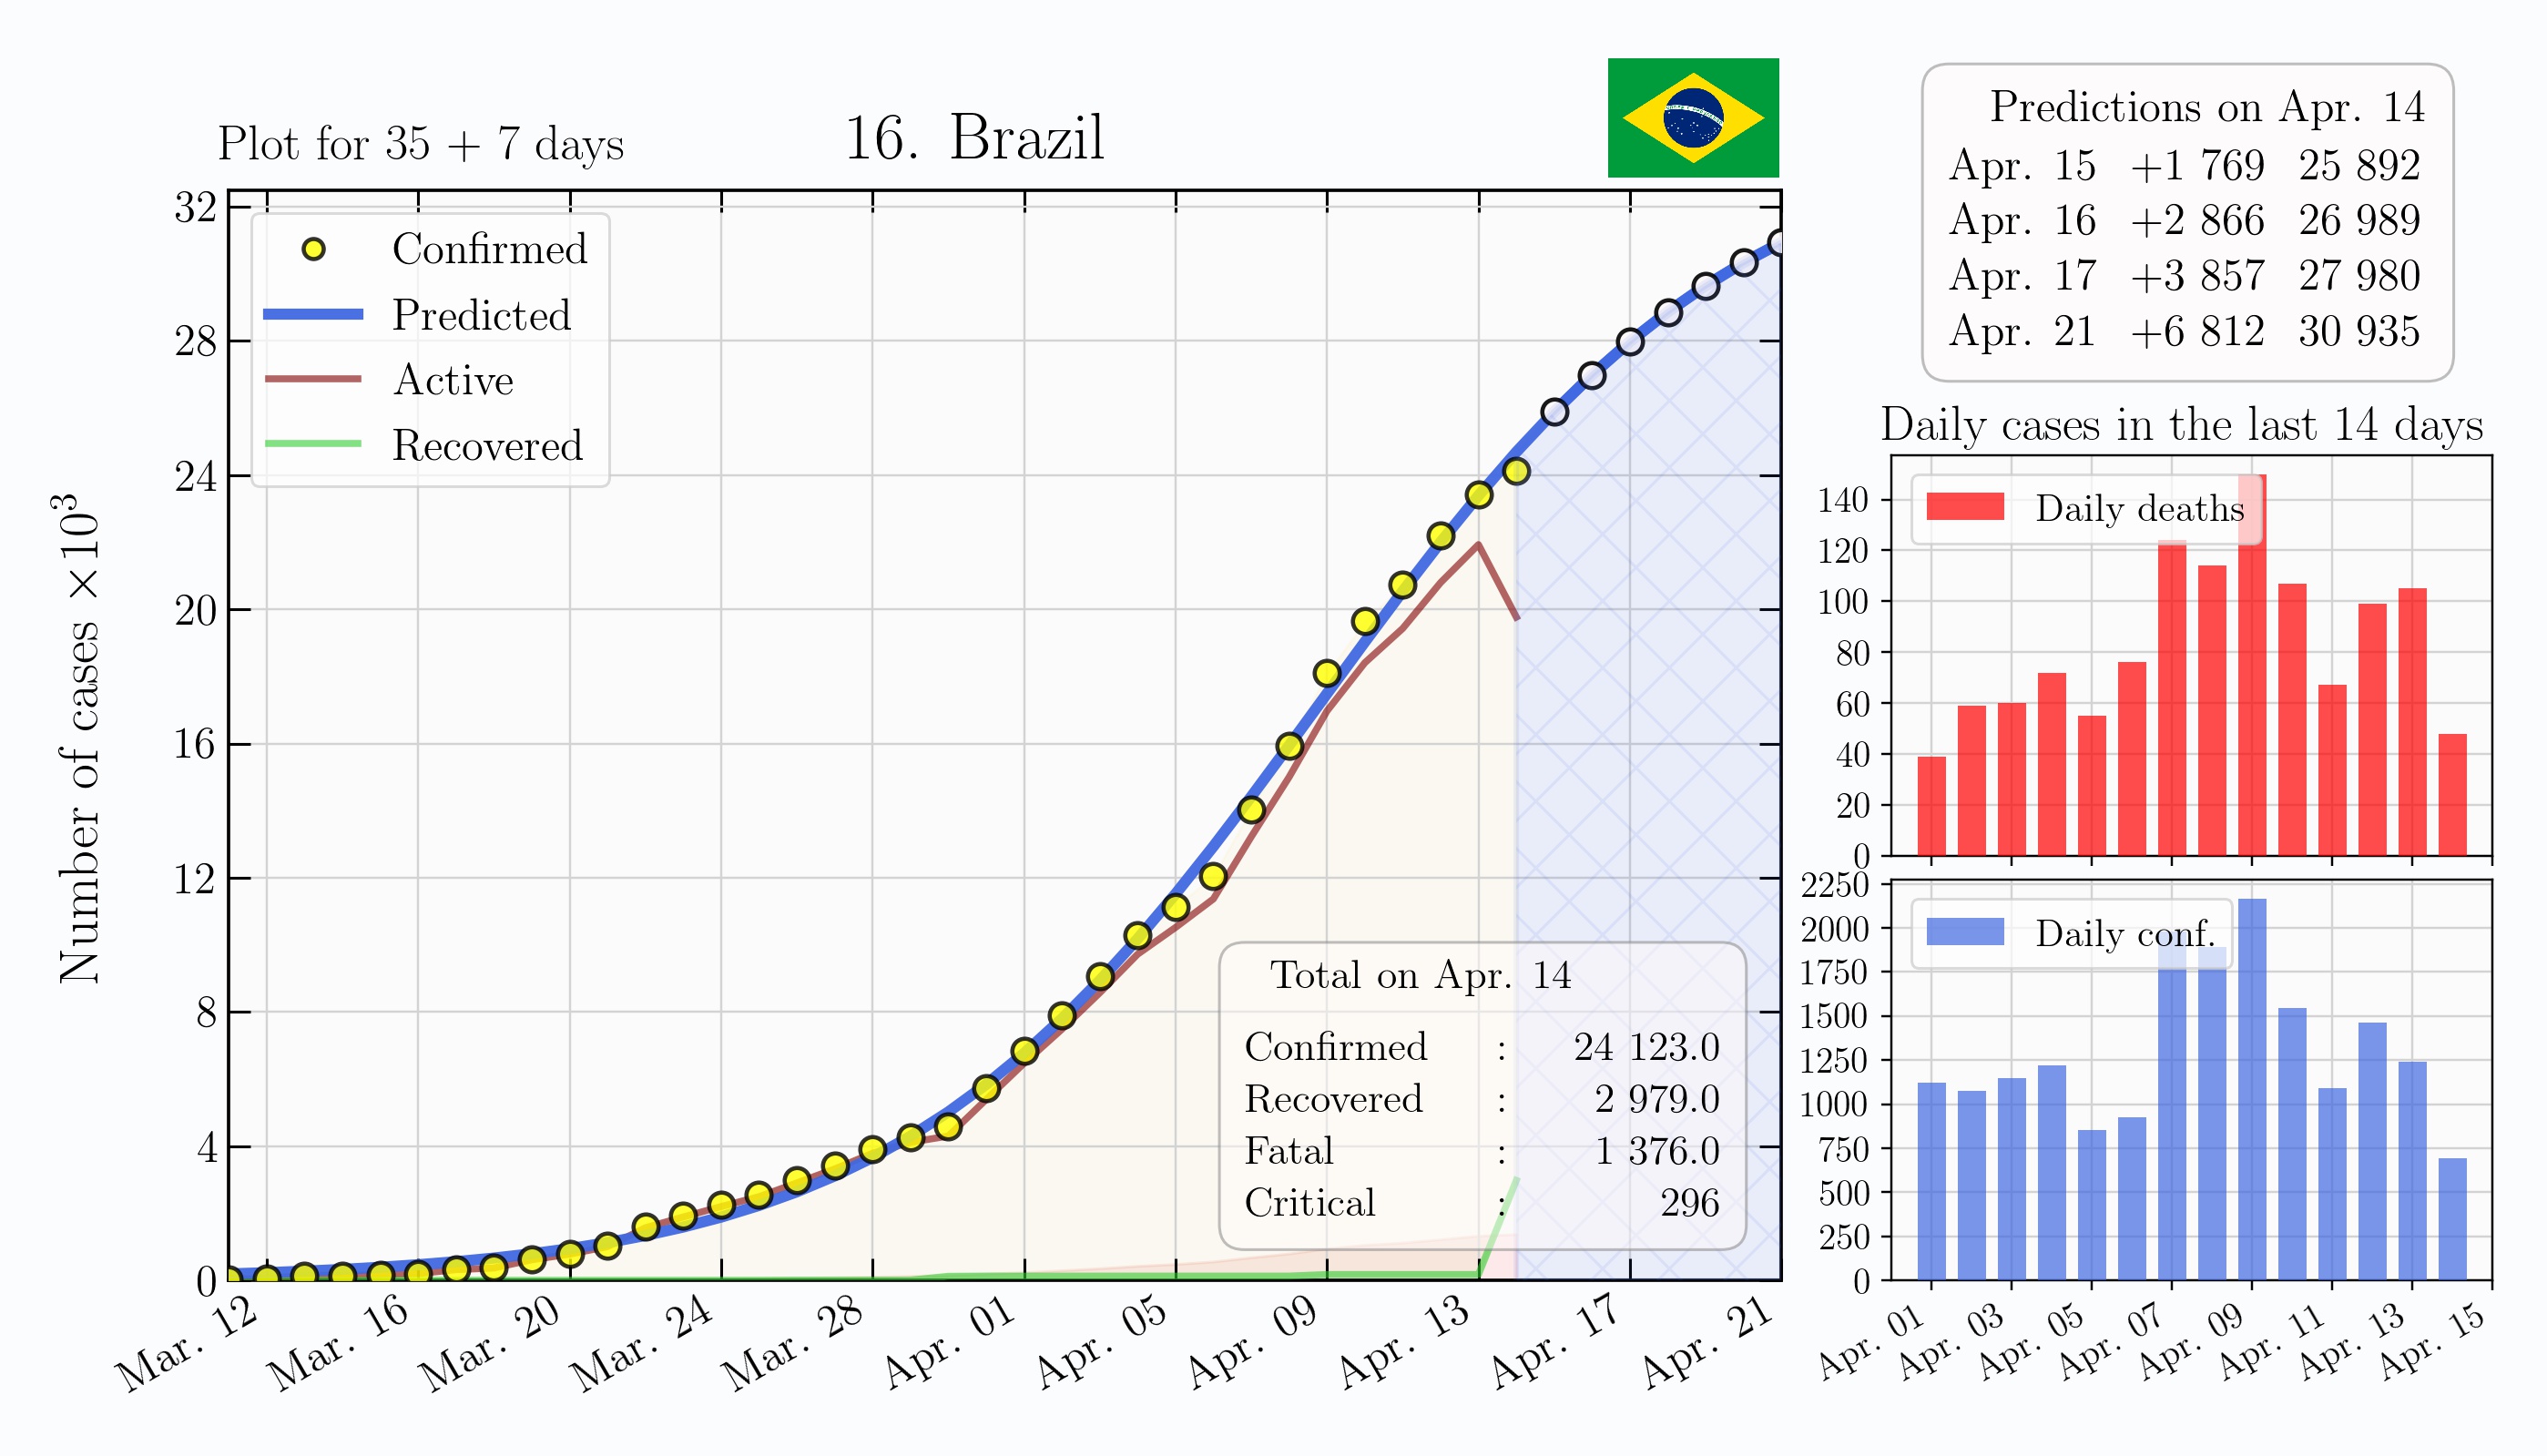 Plot for 35 + 7 days
16. Brazil
Number of cases ×10³
32
28
24
20
16
12
8
4
0
Confirmed
Predicted
Active
Recovered
Total on Apr. 14
Confirmed : 24 123.0
Recovered : 2 979.0
Fatal : 1 376.0
Critical : 296
Mar. 12
Mar. 16
Mar. 20
Mar. 24
Mar. 28
Apr. 01
Apr. 05
Apr. 09
Apr. 13
Apr. 17
Apr. 21
Predictions on Apr. 14
Apr. 15 +1 769 25 892
Apr. 16 +2 866 26 989
Apr. 17 +3 857 27 980
Apr. 21 +6 812 30 935
Daily cases in the last 14 days
Daily deaths
140
120
100
80
60
40
20
0
Daily conf.
2250
2000
1750
1500
1250
1000
750
500
250
0
Apr. 01
Apr. 03
Apr. 05
Apr. 07
Apr. 09
Apr. 11
Apr. 13
Apr. 15